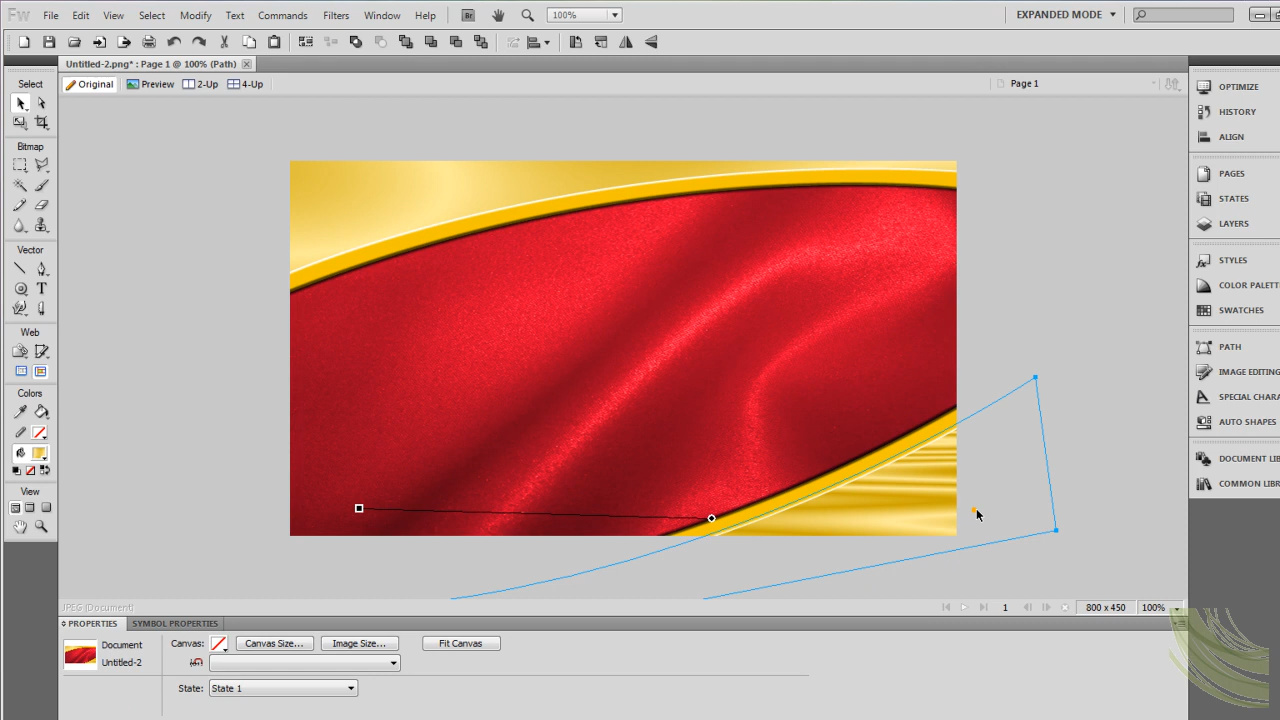 Fw File Edit View Select Modify Text Commands Filters Window Help Br 100% EXPANDED MODE
Untitled-2.png* : Page 1 @ 100% (Path)
Original Preview 2-Up 4-Up Page 1
Select
Bitmap
Vector
T
Web
Colors
View
OPTIMIZE
HISTORY
ALIGN
PAGES
STATES
LAYERS
STYLES
COLOR PALETT
SWATCHES
PATH
IMAGE EDITING
SPECIAL CHARA
AUTO SHAPES
DOCUMENT LIB
COMMON LIBR
JPEG (Document) 1 800 x 450 100%
PROPERTIES SYMBOL PROPERTIES
Document Canvas: Canvas Size... Image Size... Fit Canvas
Untitled-2
State: State 1